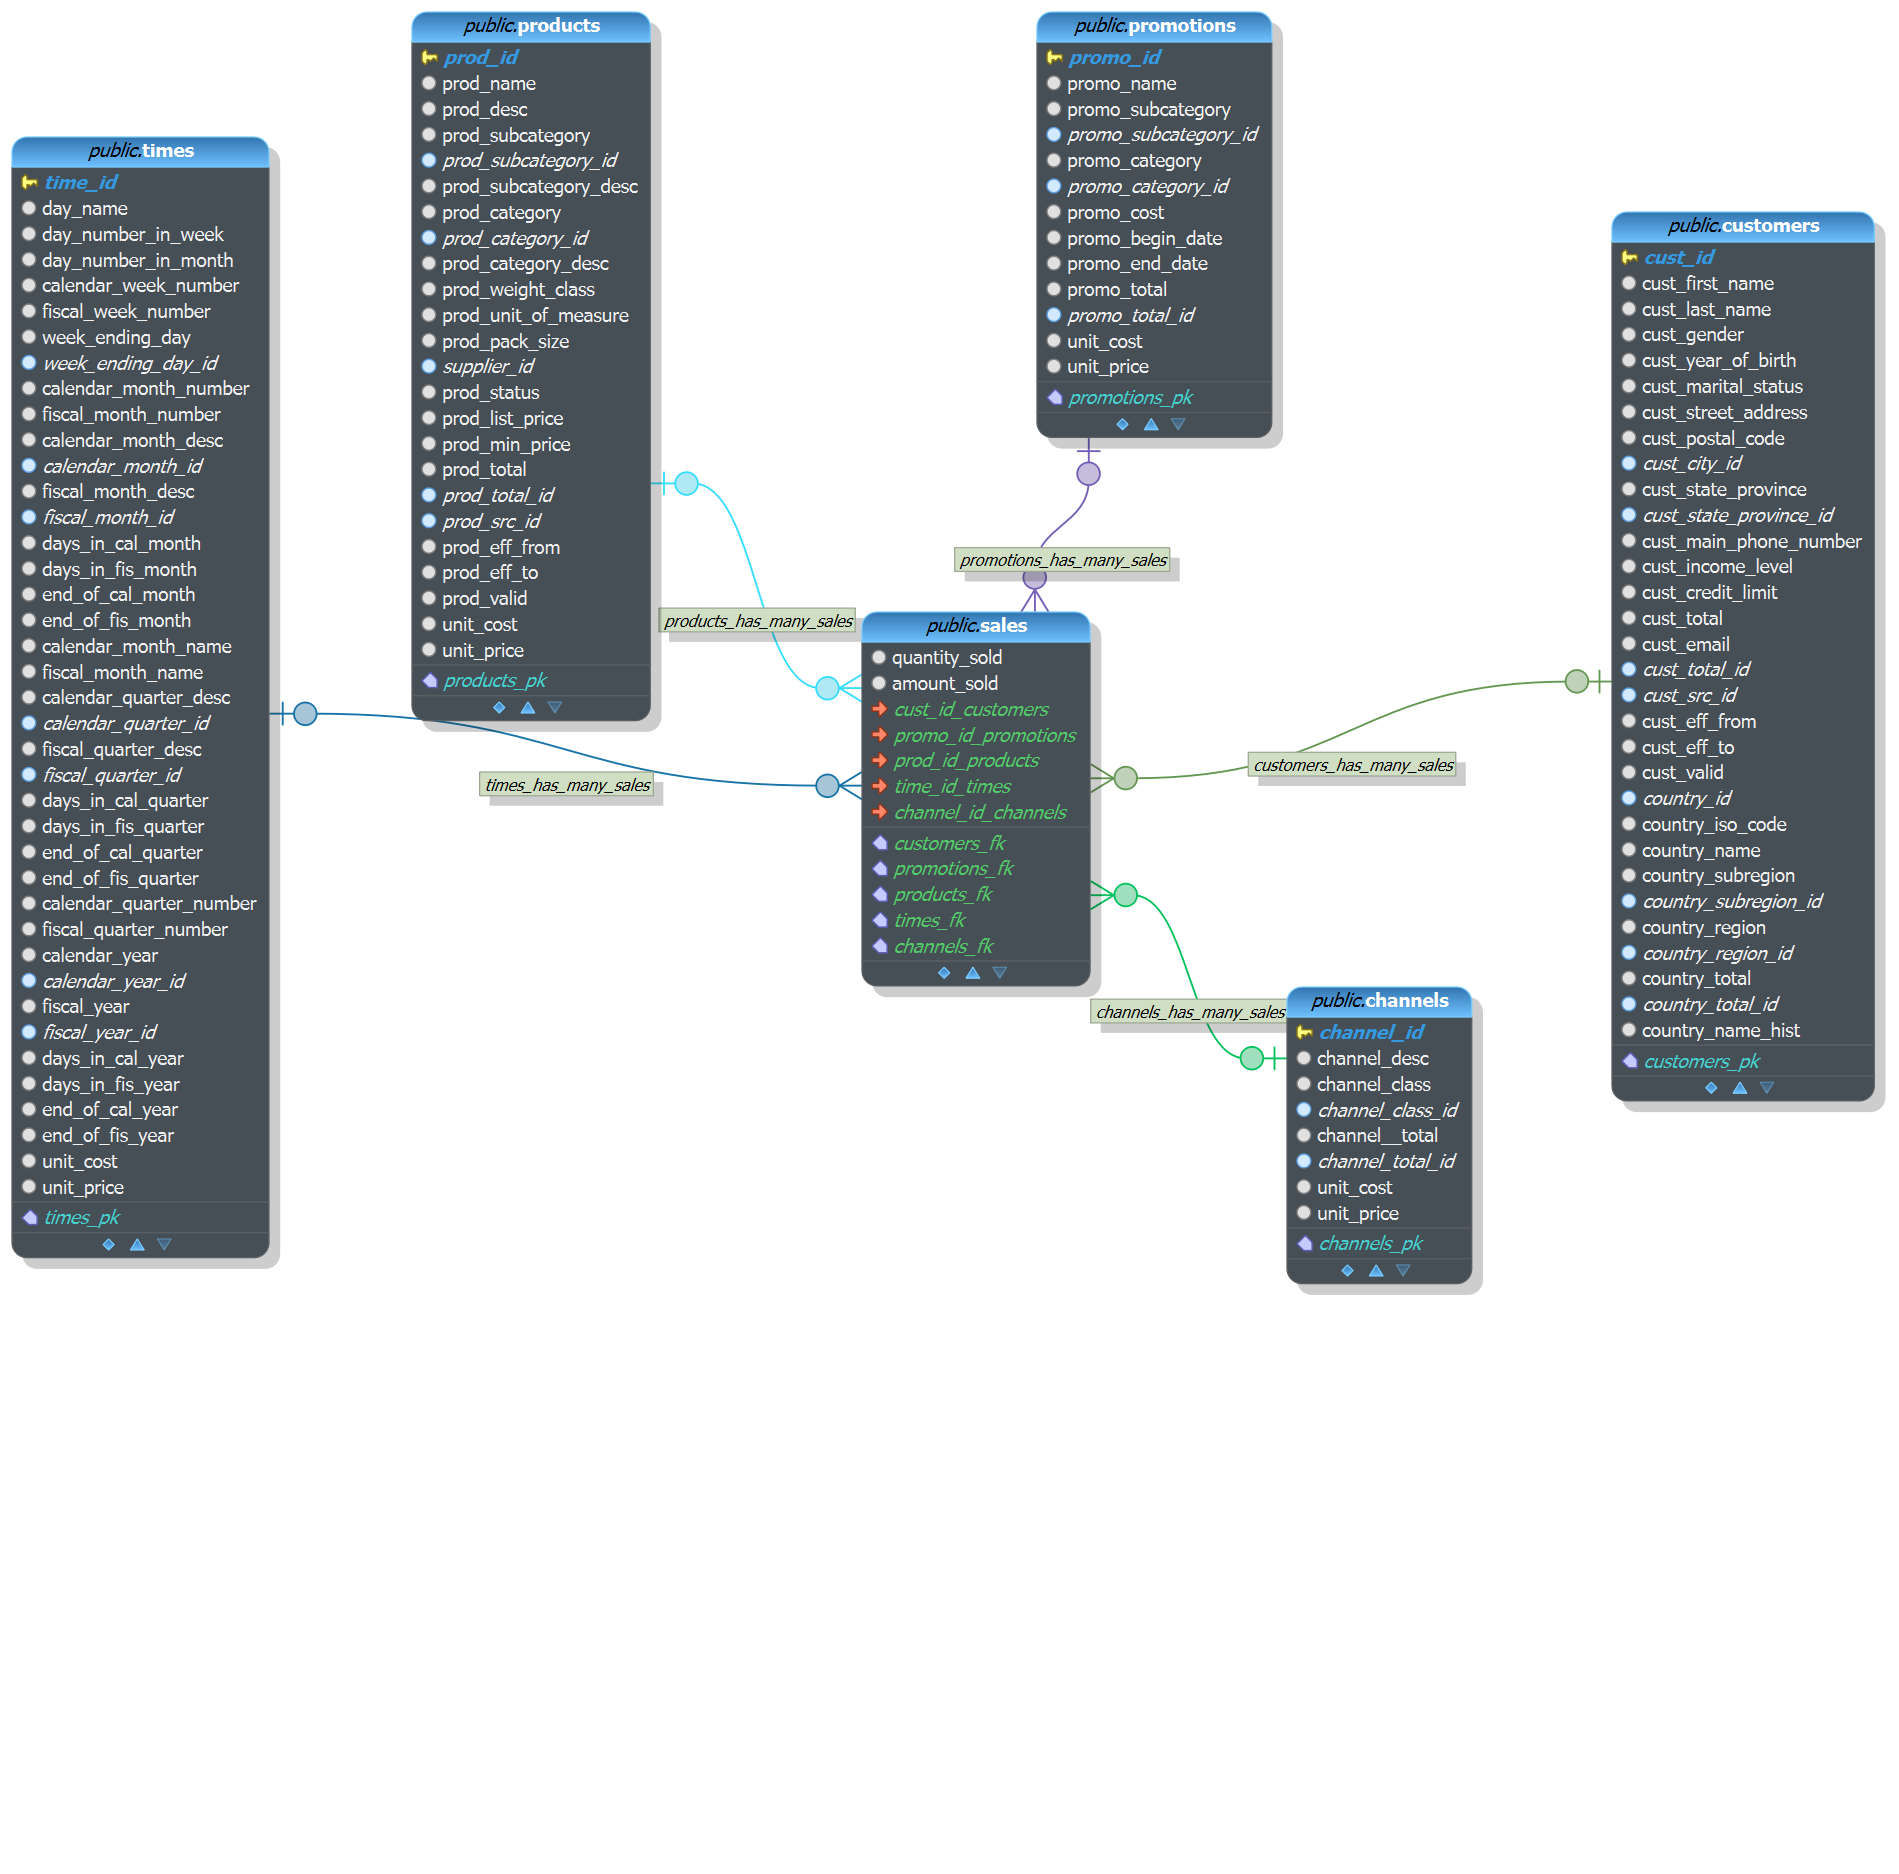 public.products
prod_id
prod_name
prod_desc
prod_subcategory
prod_subcategory_id
prod_subcategory_desc
prod_category
prod_category_id
prod_category_desc
prod_weight_class
prod_unit_of_measure
prod_pack_size
supplier_id
prod_status
prod_list_price
prod_min_price
prod_total
prod_total_id
prod_src_id
prod_eff_from
prod_eff_to
prod_valid
unit_cost
unit_price
products_pk
public.promotions
promo_id
promo_name
promo_subcategory
promo_subcategory_id
promo_category
promo_category_id
promo_cost
promo_begin_date
promo_end_date
promo_total
promo_total_id
unit_cost
unit_price
promotions_pk
public.times
time_id
day_name
day_number_in_week
day_number_in_month
calendar_week_number
fiscal_week_number
week_ending_day
week_ending_day_id
calendar_month_number
fiscal_month_number
calendar_month_desc
calendar_month_id
fiscal_month_desc
fiscal_month_id
days_in_cal_month
days_in_fis_month
end_of_cal_month
end_of_fis_month
calendar_month_name
fiscal_month_name
calendar_quarter_desc
calendar_quarter_id
fiscal_quarter_desc
fiscal_quarter_id
days_in_cal_quarter
days_in_fis_quarter
end_of_cal_quarter
end_of_fis_quarter
calendar_quarter_number
fiscal_quarter_number
calendar_year
calendar_year_id
fiscal_year
fiscal_year_id
days_in_cal_year
days_in_fis_year
end_of_cal_year
end_of_fis_year
unit_cost
unit_price
times_pk
public.customers
cust_id
cust_first_name
cust_last_name
cust_gender
cust_year_of_birth
cust_marital_status
cust_street_address
cust_postal_code
cust_city_id
cust_state_province
cust_state_province_id
cust_main_phone_number
cust_income_level
cust_credit_limit
cust_total
cust_email
cust_total_id
cust_src_id
cust_eff_from
cust_eff_to
cust_valid
country_id
country_iso_code
country_name
country_subregion
country_subregion_id
country_region
country_region_id
country_total
country_total_id
country_name_hist
customers_pk
promotions_has_many_sales
products_has_many_sales
times_has_many_sales
customers_has_many_sales
channels_has_many_sales
public.sales
quantity_sold
amount_sold
cust_id_customers
promo_id_promotions
prod_id_products
time_id_times
channel_id_channels
customers_fk
promotions_fk
products_fk
times_fk
channels_fk
public.channels
channel_id
channel_desc
channel_class
channel_class_id
channel__total
channel_total_id
unit_cost
unit_price
channels_pk